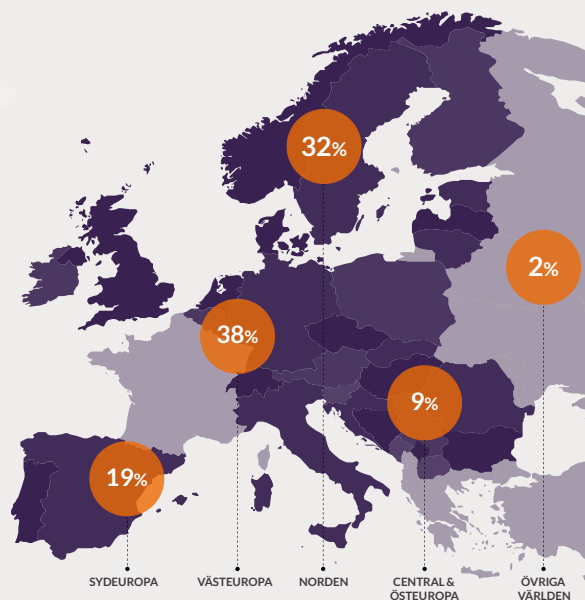 32%
2%
38%
9%
19%
SYDEUROPA
VÄSTEUROPA
NORDEN
CENTRAL &
ÖSTEUROPA
ÖVRIGA
VÄRLDEN